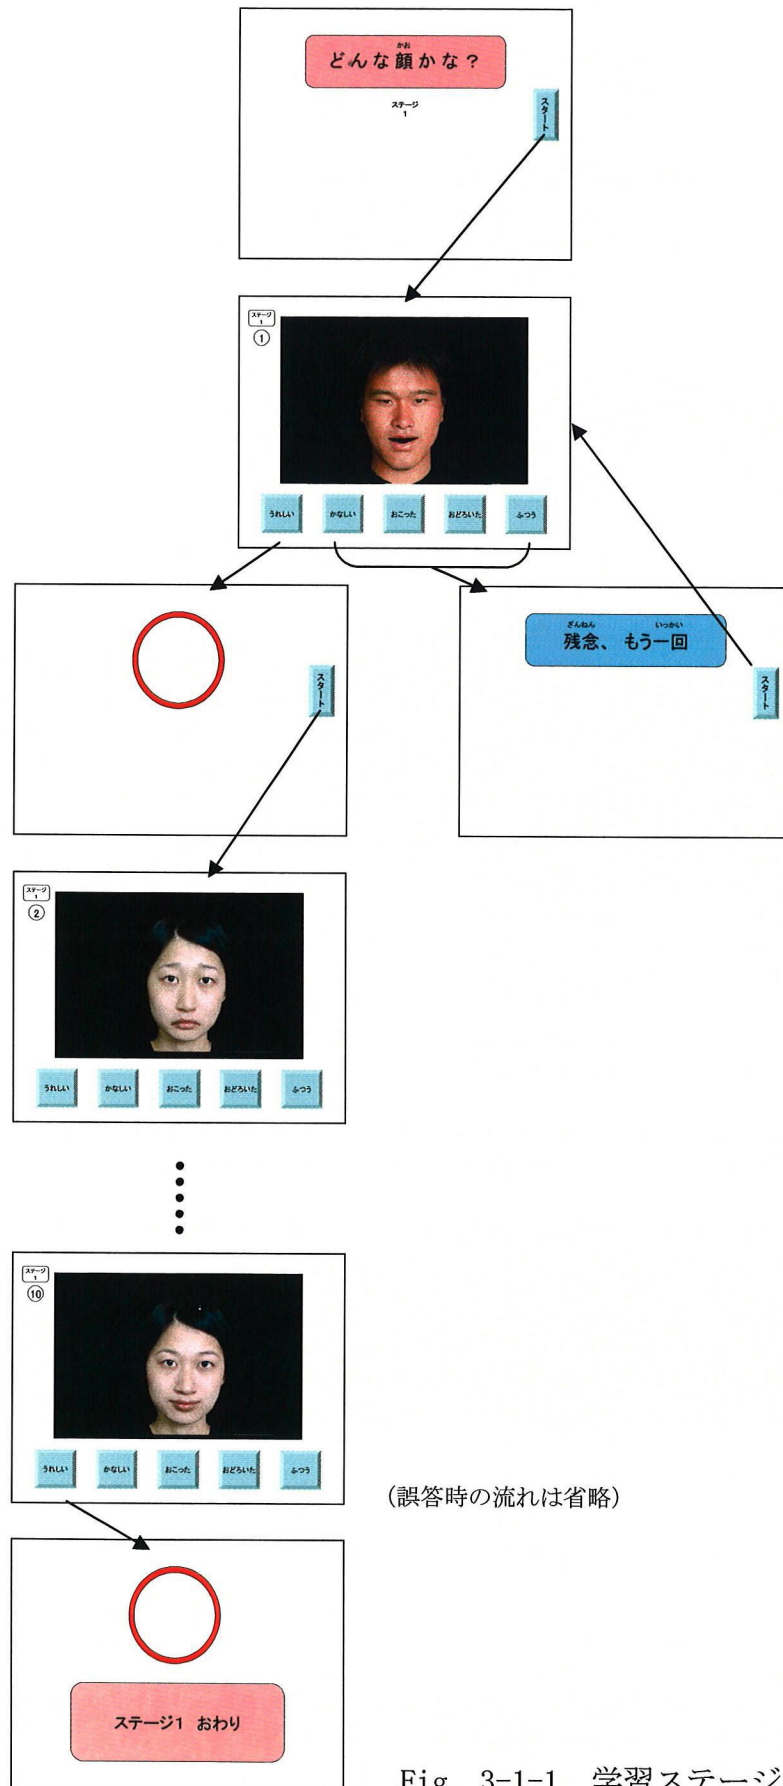 かお
どんな顔かな？
ステージ
1
スタート
ステージ
1
①
うれしい かなしい おこった おどろいた ふつう
スタート
ざんねん いっかい
残念、もう一回
スタート
ステージ
1
②
うれしい かなしい おこった おどろいた ふつう
ステージ
1
⑩
うれしい かなしい おこった おどろいた ふつう
(誤答時の流れは省略)
ステージ1 おわり
Fig. 3-1-1 学習ステージ